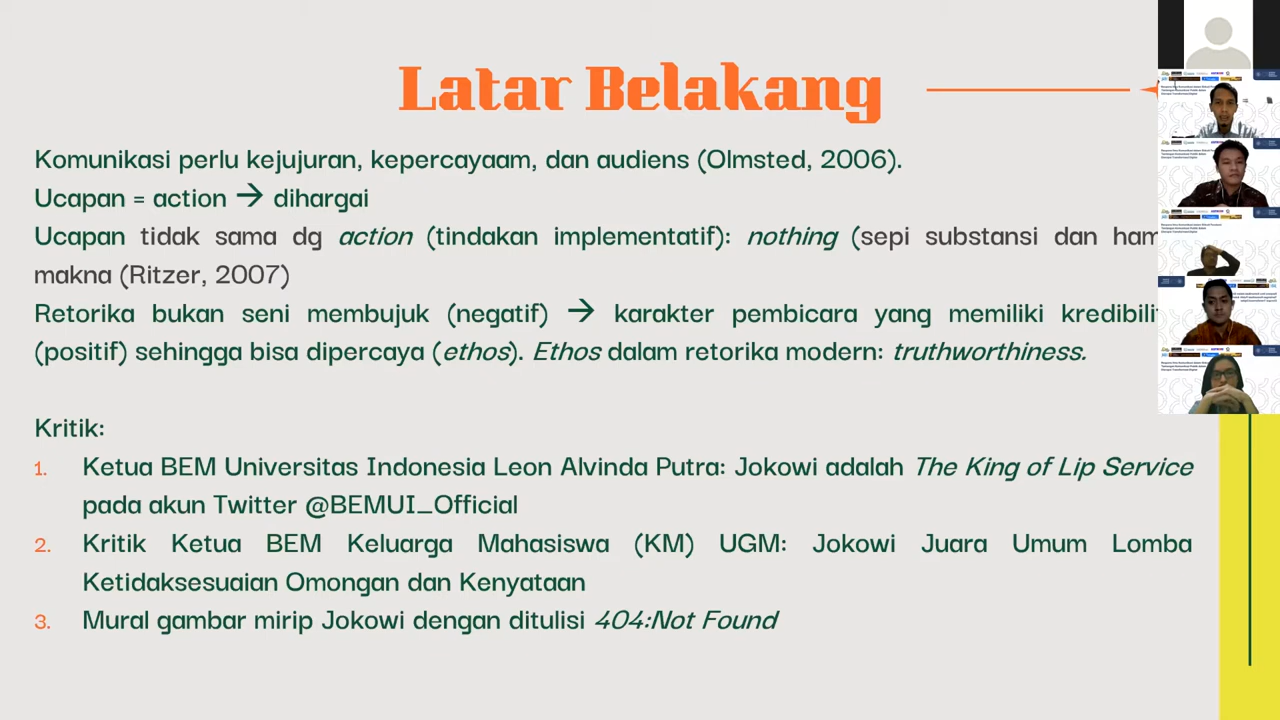 Latar Belakang
Komunikasi perlu kejujuran, kepercayaan, dan audiens (Olmsted, 2006).
Ucapan = action → dihargai
Ucapan tidak sama dg action (tindakan implementatif): nothing (sepi substansi dan
makna (Ritzer, 2007)
Retorika bukan seni membujuk (negatif) → karakter pembicara yang memiliki
(positif) sehingga bisa dipercaya (ethos). Ethos dalam retorika modern: truthworthiness.
Kritik:
1. Ketua BEM Universitas Indonesia Leon Alvinda Putra: Jokowi adalah The King of Lip Service
pada akun Twitter @BEMUI_Official
2. Kritik Ketua BEM Keluarga Mahasiswa (KM) UGM: Jokowi Juara Umum Lomba
Ketidaksesuaian Omongan dan Kenyataan
3. Mural gambar mirip Jokowi dengan ditulisi 404:Not Found